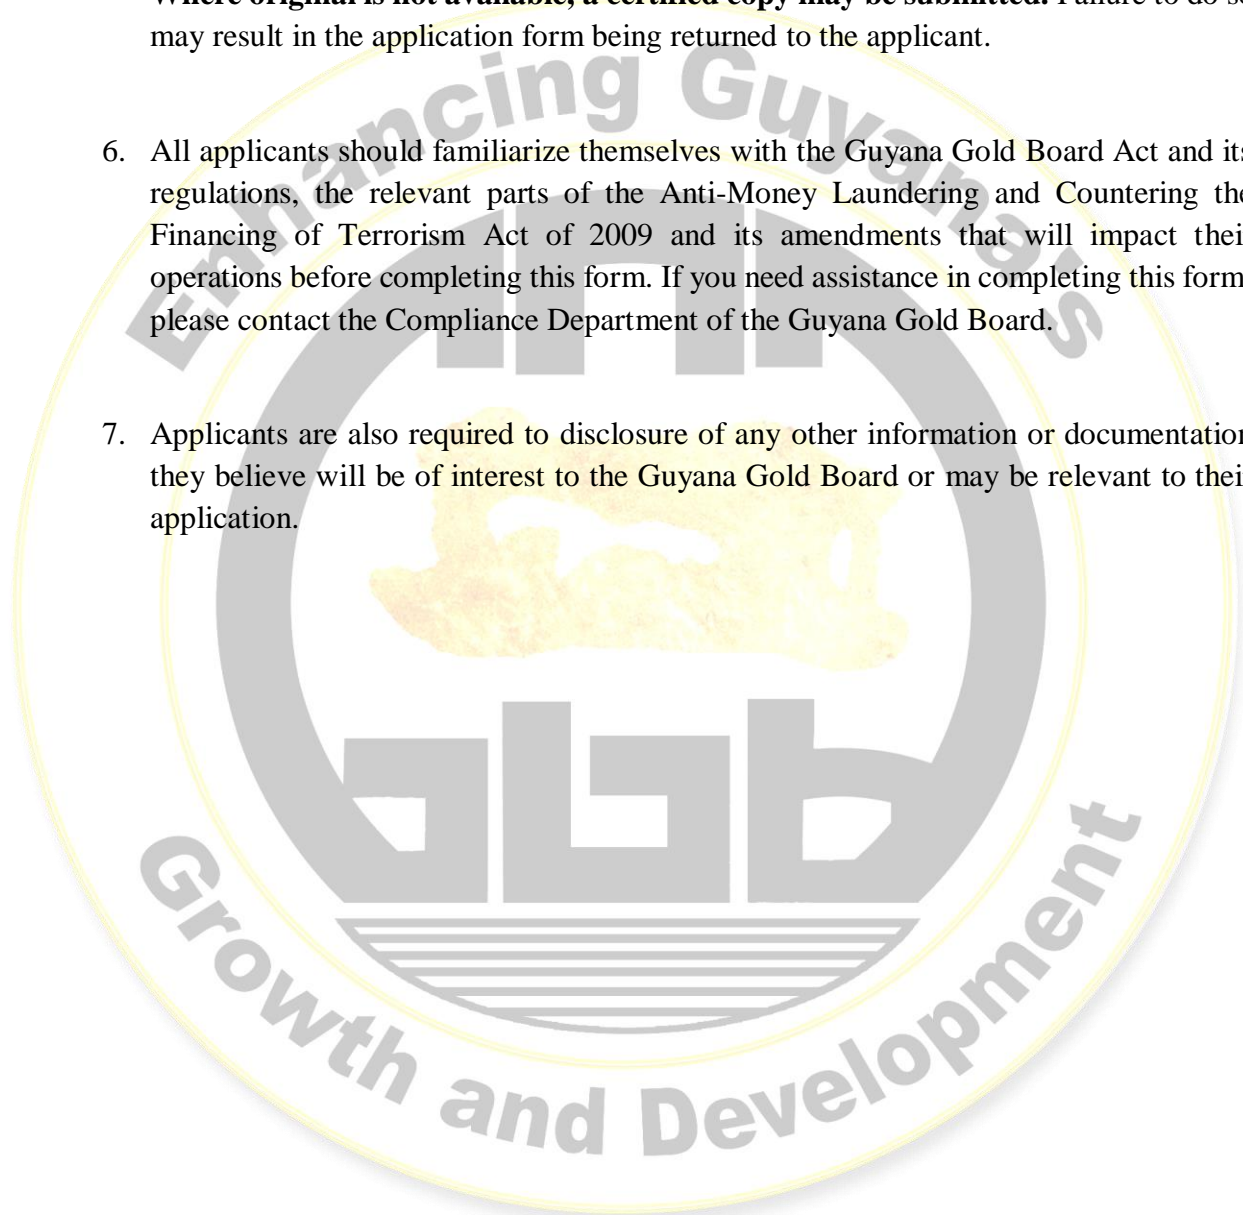 Where original is not available, a certified copy may be submitted. Failure to do so
may result in the application form being returned to the applicant.
6. All applicants should familiarize themselves with the Guyana Gold Board Act and its
regulations, the relevant parts of the Anti-Money Laundering and Countering the
Financing of Terrorism Act of 2009 and its amendments that will impact their
operations before completing this form. If you need assistance in completing this form
please contact the Compliance Department of the Guyana Gold Board.
7. Applicants are also required to disclosure of any other information or documentation
they believe will be of interest to the Guyana Gold Board or may be relevant to their
application.
Enhancing Guyana's
ggb
Growth and Development